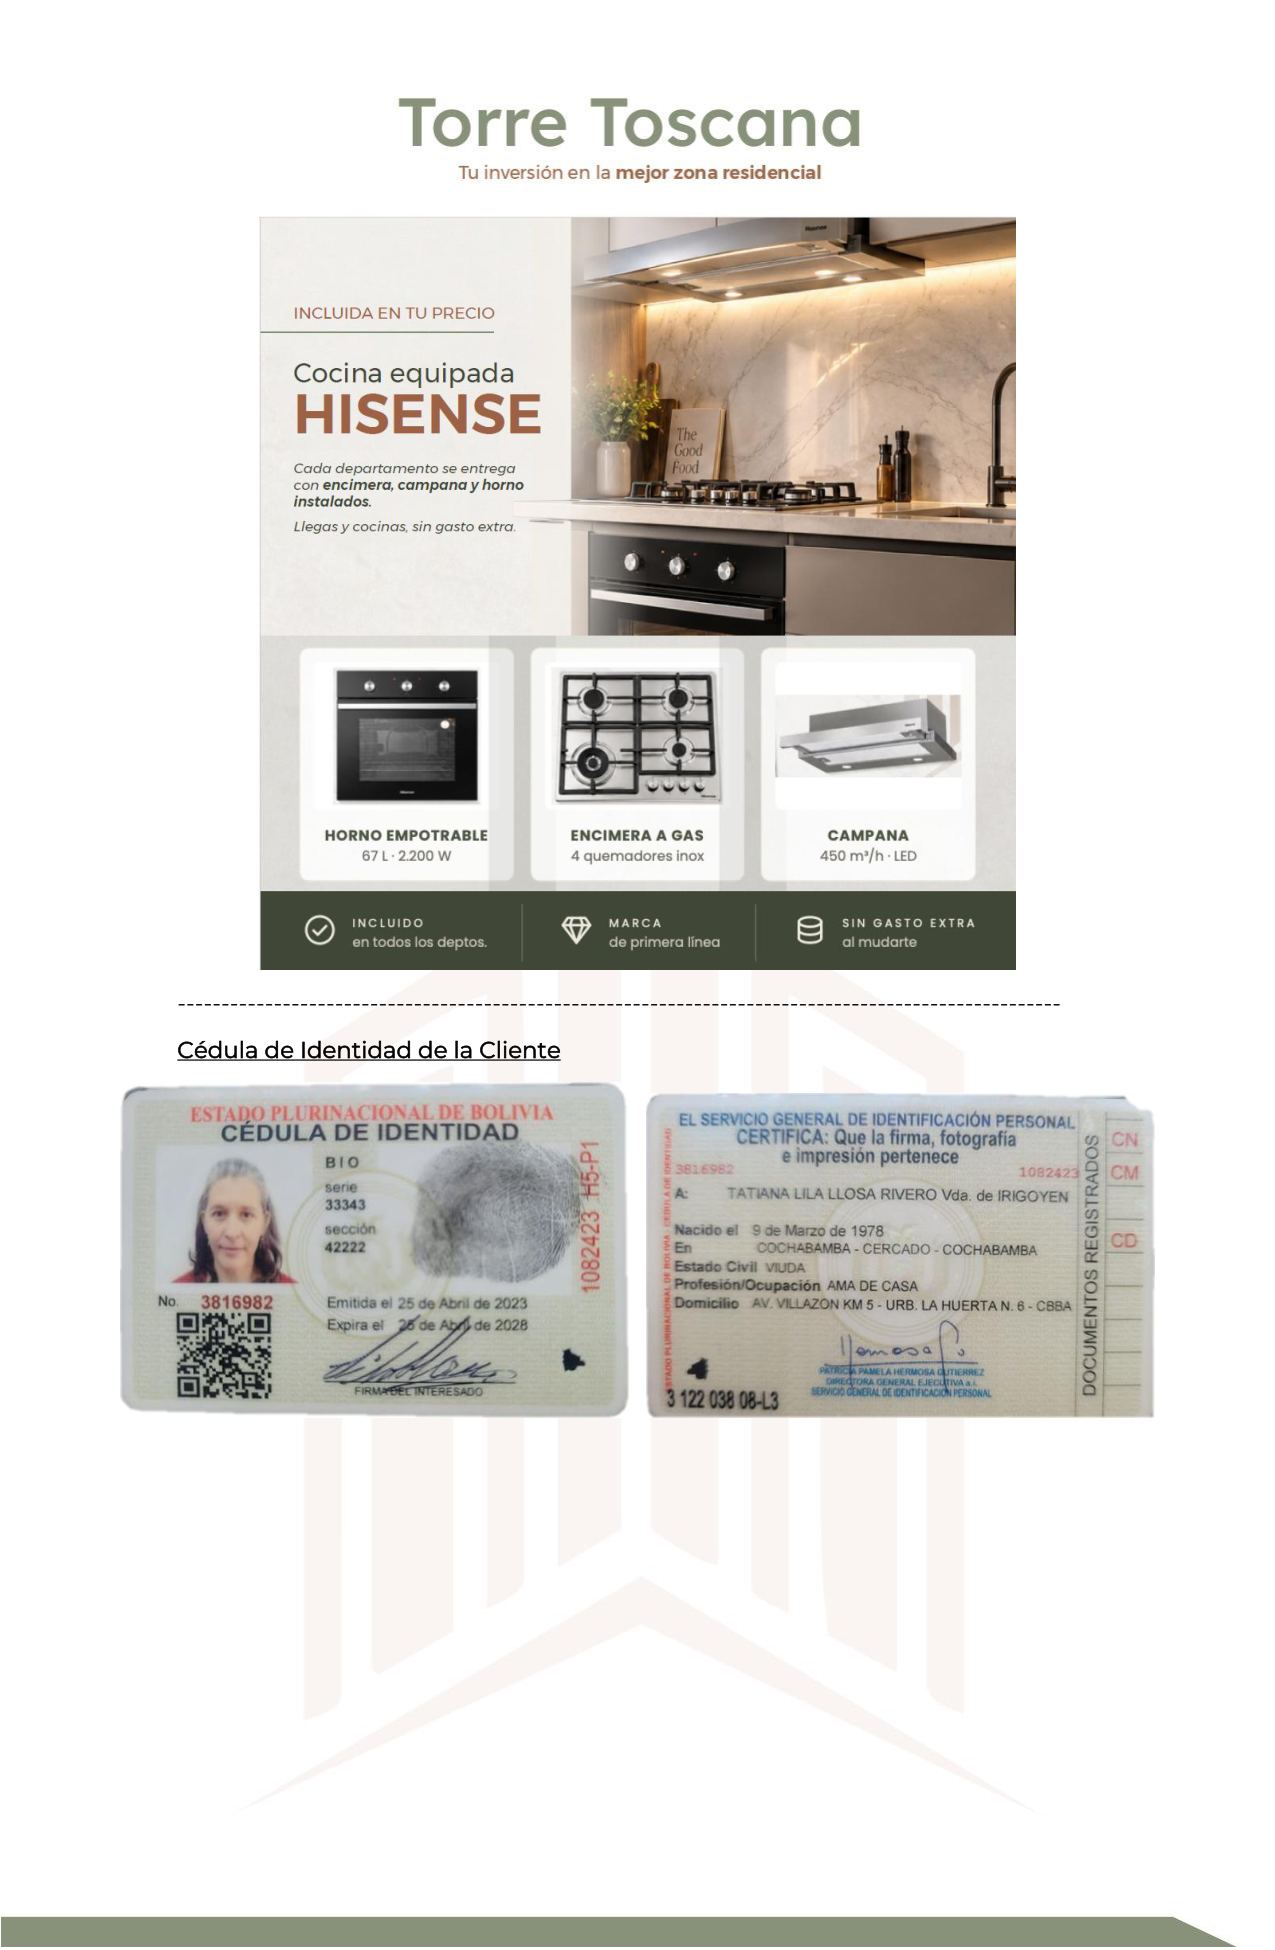 Torre Toscana
Tu inversión en la mejor zona residencial
INCLUIDA EN TU PRECIO
Cocina equipada
HISENSE
Cada departamento se entrega
con encimera, campana y horno
instalados.
Llegas y cocinas, sin gasto extra.
Hisense
The
Good
Food
HORNO EMPOTRABLE
67 L · 2.200 W
ENCIMERA A GAS
4 quemadores inox
CAMPANA
450 m³/h · LED
INCLUIDO
en todos los deptos.
MARCA
de primera línea
SIN GASTO EXTRA
al mudarte
Cédula de Identidad de la Cliente
ESTADO PLURINACIONAL DE BOLIVIA
CÉDULA DE IDENTIDAD
BIO
serie
33343
sección
42222
1082423 H5-P1
No. 3816982
Emitida el 25 de Abril de 2023
Expira el 25 de Abril de 2028
FIRMA DEL INTERESADO
EL SERVICIO GENERAL DE IDENTIFICACIÓN PERSONAL
CERTIFICA: Que la firma, fotografía
e impresión pertenece
3816982 1082423
A: TATIANA LILA LLOSA RIVERO Vda. de IRIGOYEN
Nacido el 9 de Marzo de 1978
En COCHABAMBA - CERCADO - COCHABAMBA
Estado Civil VIUDA
Profesión/Ocupación AMA DE CASA
Domicilio AV. VILLAZON KM 5 - URB. LA HUERTA N. 6 - CBBA
PATRICIA PAMELA HERMOSA GUTIERREZ
DIRECTORA GENERAL EJECUTIVA a.i.
SERVICIO GENERAL DE IDENTIFICACIÓN PERSONAL
3 122 038 08-L3
DOCUMENTOS REGISTRADOS
CN
CM
CD
ESTADO PLURINACIONAL DE BOLIVIA - CEDULA DE IDENTIDAD